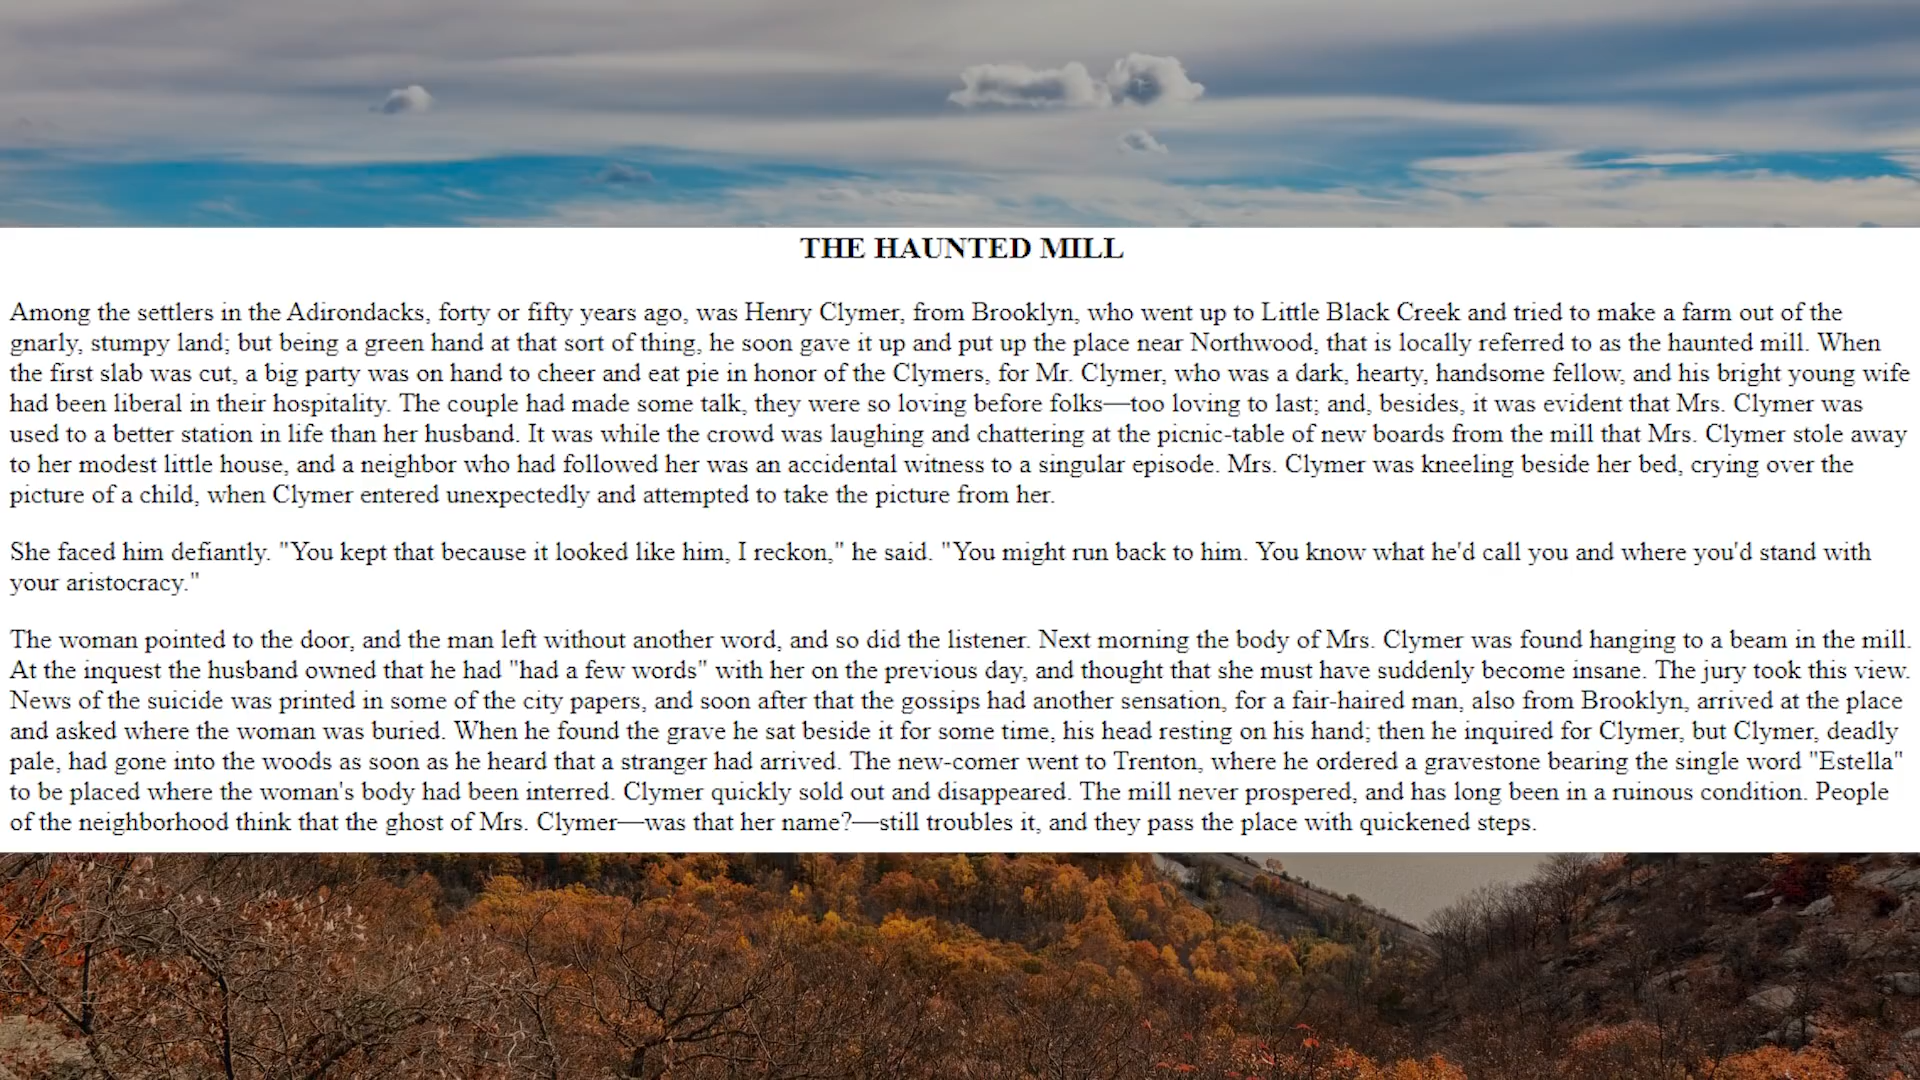 THE HAUNTED MILL
Among the settlers in the Adirondacks, forty or fifty years ago, was Henry Clymer, from Brooklyn, who went up to Little Black Creek and tried to make a farm out of the
gnarly, stumpy land; but being a green hand at that sort of thing, he soon gave it up and put up the place near Northwood, that is locally referred to as the haunted mill. When
the first slab was cut, a big party was on hand to cheer and eat pie in honor of the Clymers, for Mr. Clymer, who was a dark, hearty, handsome fellow, and his bright young wife
had been liberal in their hospitality. The couple had made some talk, they were so loving before folks—too loving to last; and, besides, it was evident that Mrs. Clymer was
used to a better station in life than her husband. It was while the crowd was laughing and chattering at the picnic-table of new boards from the mill that Mrs. Clymer stole away
to her modest little house, and a neighbor who had followed her was an accidental witness to a singular episode. Mrs. Clymer was kneeling beside her bed, crying over the
picture of a child, when Clymer entered unexpectedly and attempted to take the picture from her.
She faced him defiantly. "You kept that because it looked like him, I reckon," he said. "You might run back to him. You know what he'd call you and where you'd stand with
your aristocracy."
The woman pointed to the door, and the man left without another word, and so did the listener. Next morning the body of Mrs. Clymer was found hanging to a beam in the mill.
At the inquest the husband owned that he had "had a few words" with her on the previous day, and thought that she must have suddenly become insane. The jury took this view.
News of the suicide was printed in some of the city papers, and soon after that the gossips had another sensation, for a fair-haired man, also from Brooklyn, arrived at the place
and asked where the woman was buried. When he found the grave he sat beside it for some time, his head resting on his hand; then he inquired for Clymer, but Clymer, deadly
pale, had gone into the woods as soon as he heard that a stranger had arrived. The new-comer went to Trenton, where he ordered a gravestone bearing the single word "Estella"
to be placed where the woman's body had been interred. Clymer quickly sold out and disappeared. The mill never prospered, and has long been in a ruinous condition. People
of the neighborhood think that the ghost of Mrs. Clymer—was that her name?—still troubles it, and they pass the place with quickened steps.